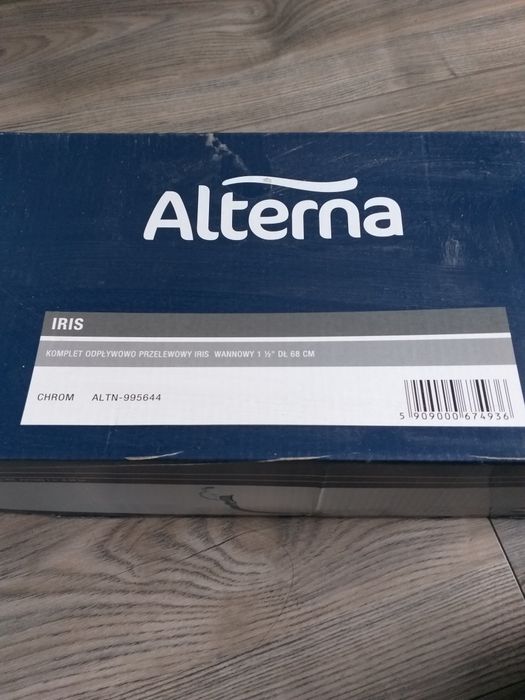 Alterna
IRIS
KOMPLET ODPŁYWOWO PRZELEWOWY IRIS WANNOWY 1 ½" DŁ 68 CM
CHROM ALTN-995644
5 909000 674936